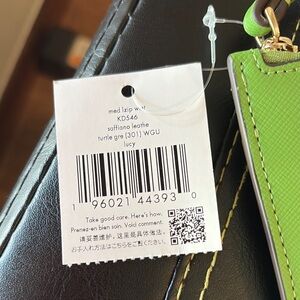 med lzip wst
KD546
saffiano leathe
turtle gre (301) WGU
lucy
1 96021 44393 0
Take good care. Here's how.
Prenez-en bien soin. Voici comment.
请妥善维护，这里是具体做法。
お手入れ方法はこちらをご覧ください